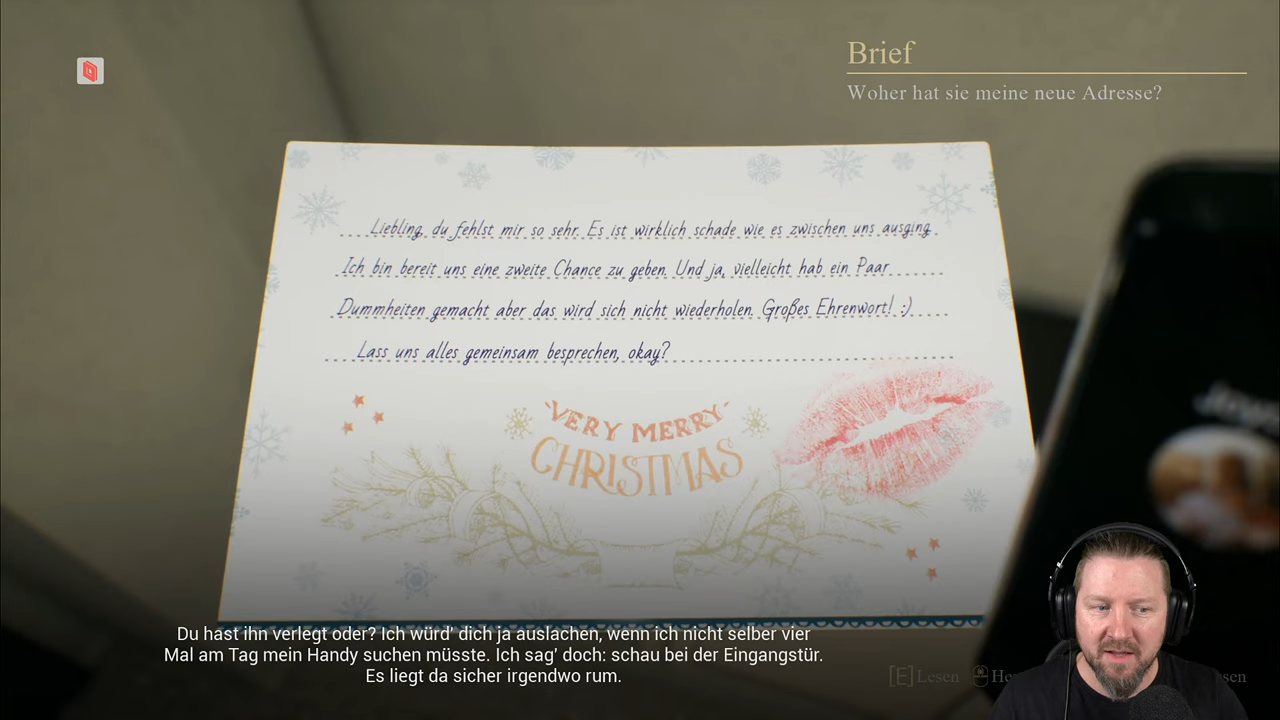 Brief
Woher hat sie meine neue Adresse?
Liebling, du fehlst mir so sehr. Es ist wirklich schade wie es zwischen uns ausging.
Ich bin bereit uns eine zweite Chance zu geben. Und ja, vielleicht hab ein Paar
Dummheiten gemacht aber das wird sich nicht wiederholen. Großes Ehrenwort! :)
Lass uns alles gemeinsam besprechen, okay?
VERY MERRY
CHRISTMAS
Du hast ihn verlegt oder? Ich würd' dich ja auslachen, wenn ich nicht selber vier
Mal am Tag mein Handy suchen müsste. Ich sag' doch: schau bei der Eingangstür.
Es liegt da sicher irgendwo rum.
[E] Lesen